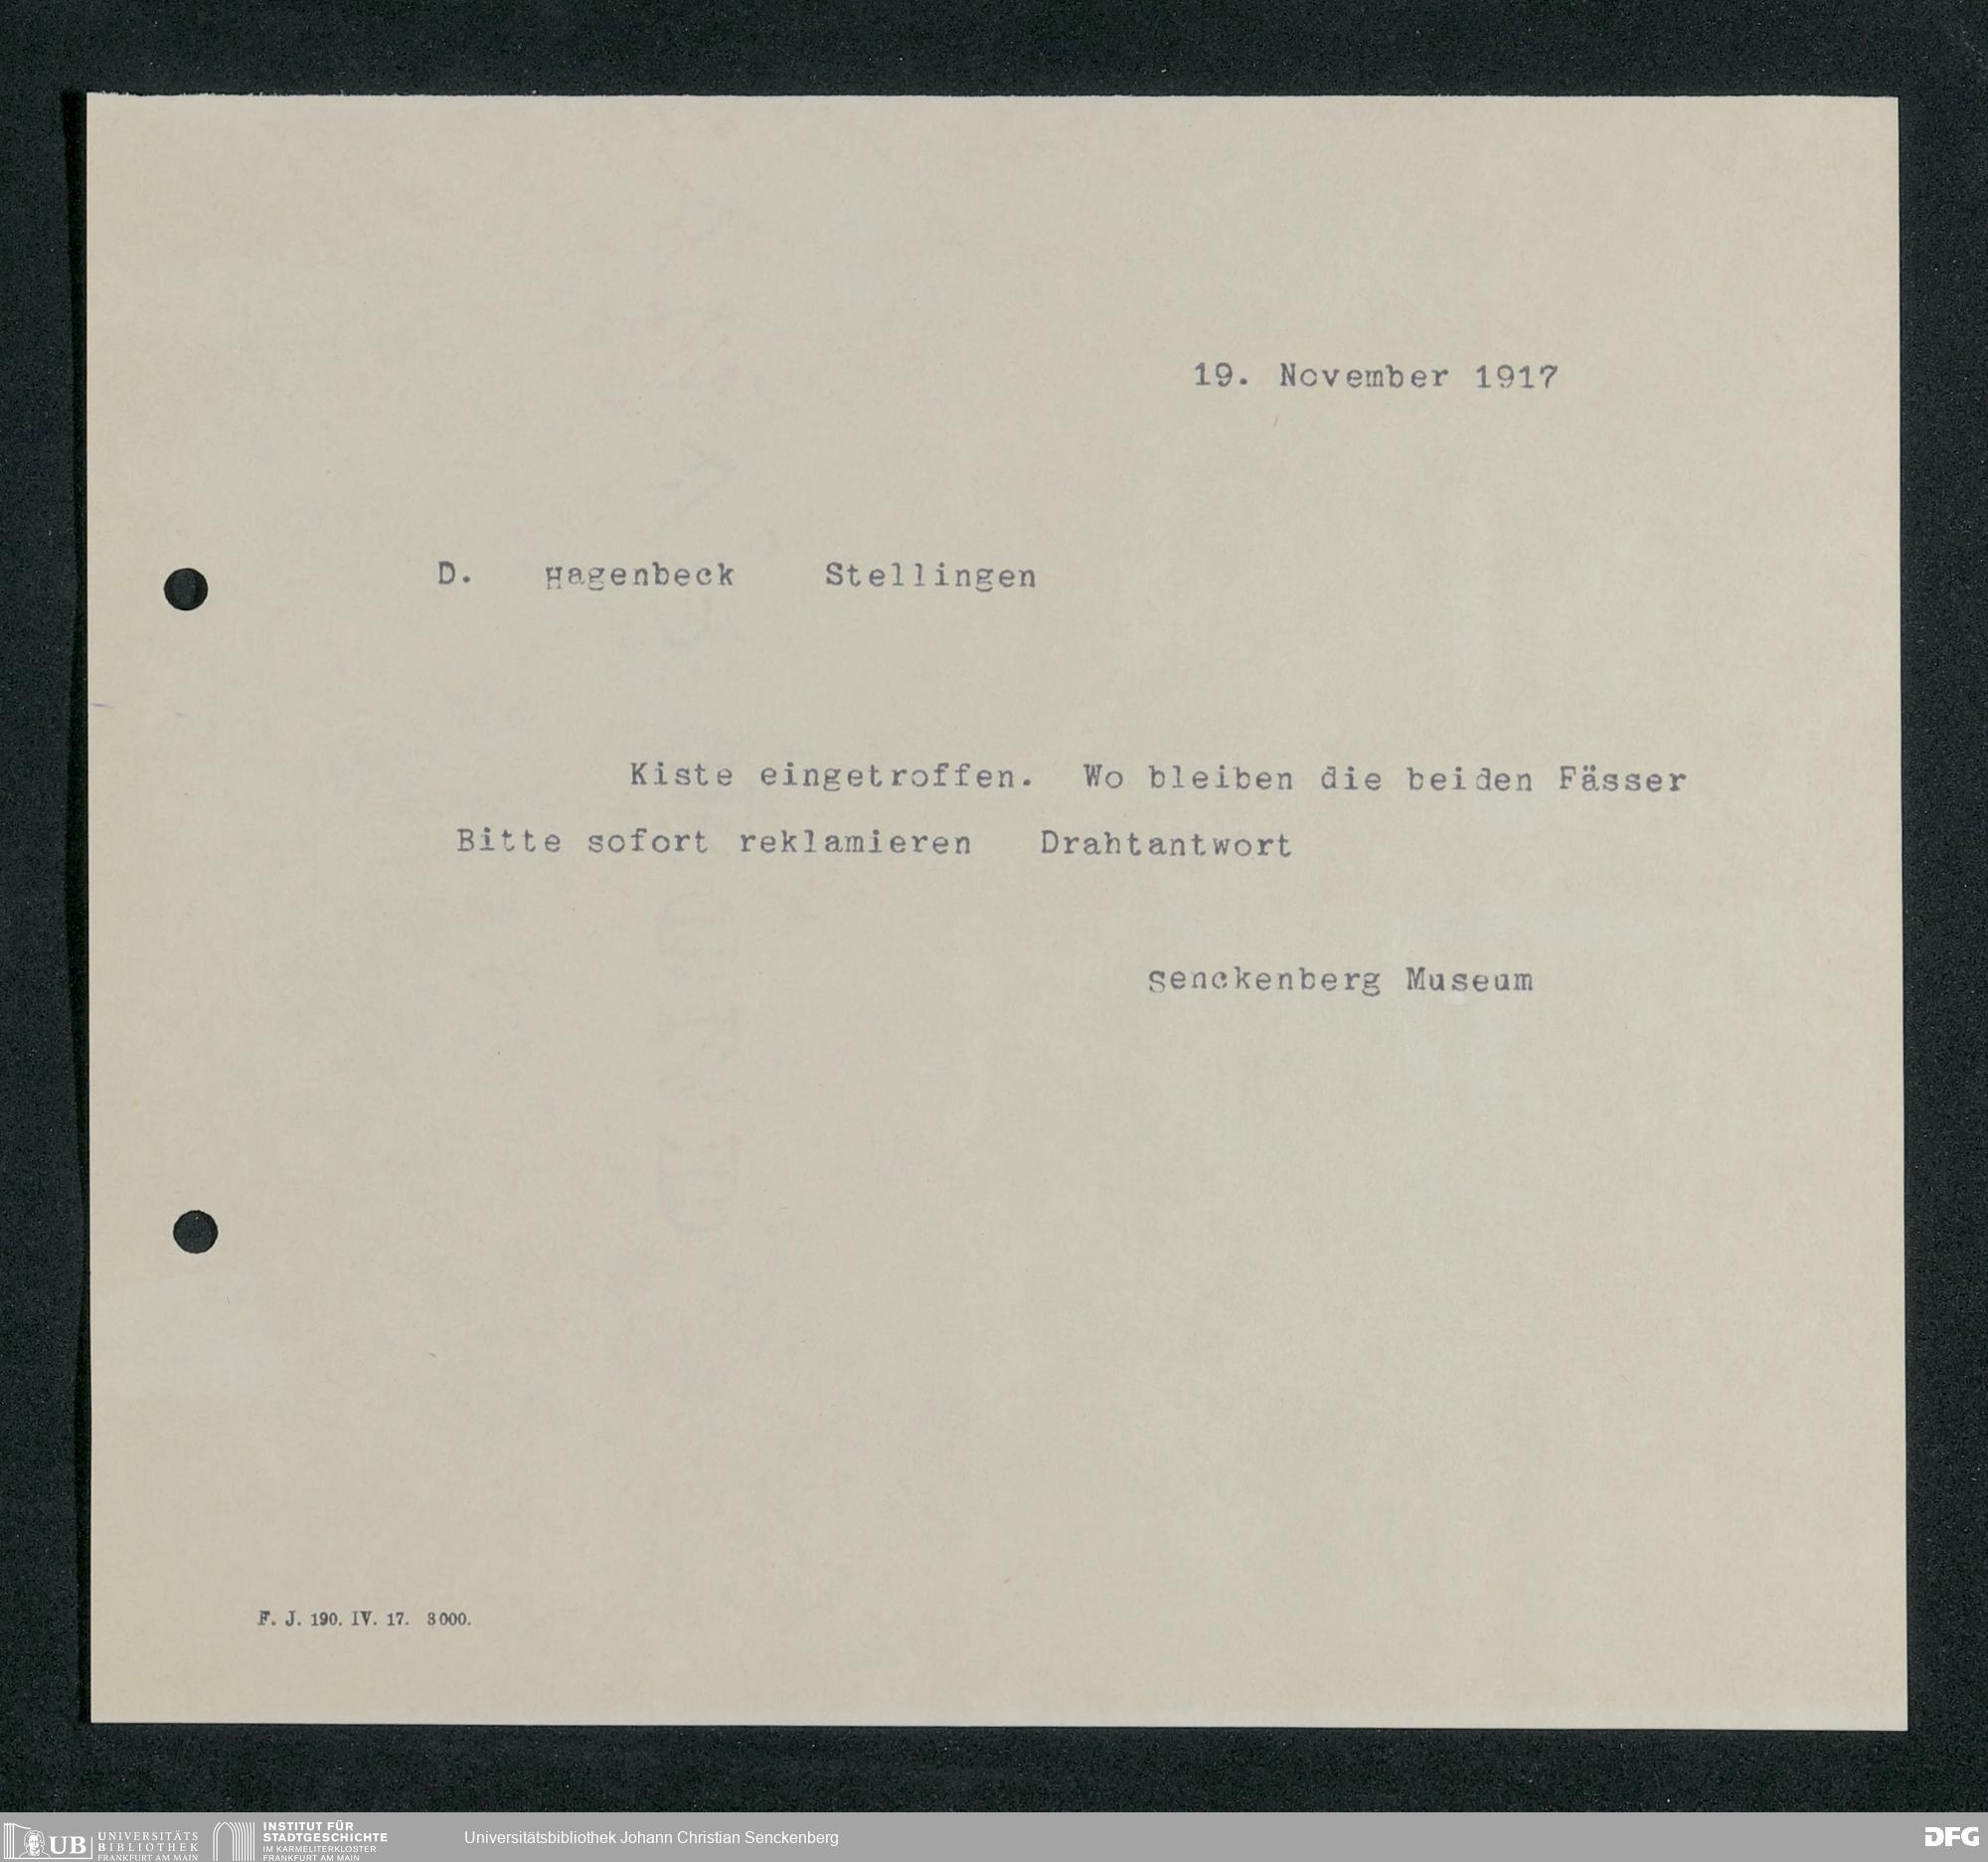 19. November 1917
D. Hagenbeck Stellingen
Kiste eingetroffen. Wo bleiben die beiden Fässer
Bitte sofort reklamieren Drahtantwort
Senckenberg Museum
F. J. 190. IV. 17. 3000.
UB UNIVERSITÄTS
BIBLIOTHEK
FRANKFURT AM MAIN
INSTITUT FÜR
STADTGESCHICHTE
IM KARMELITERKLOSTER
FRANKFURT AM MAIN
Universitätsbibliothek Johann Christian Senckenberg
DFG